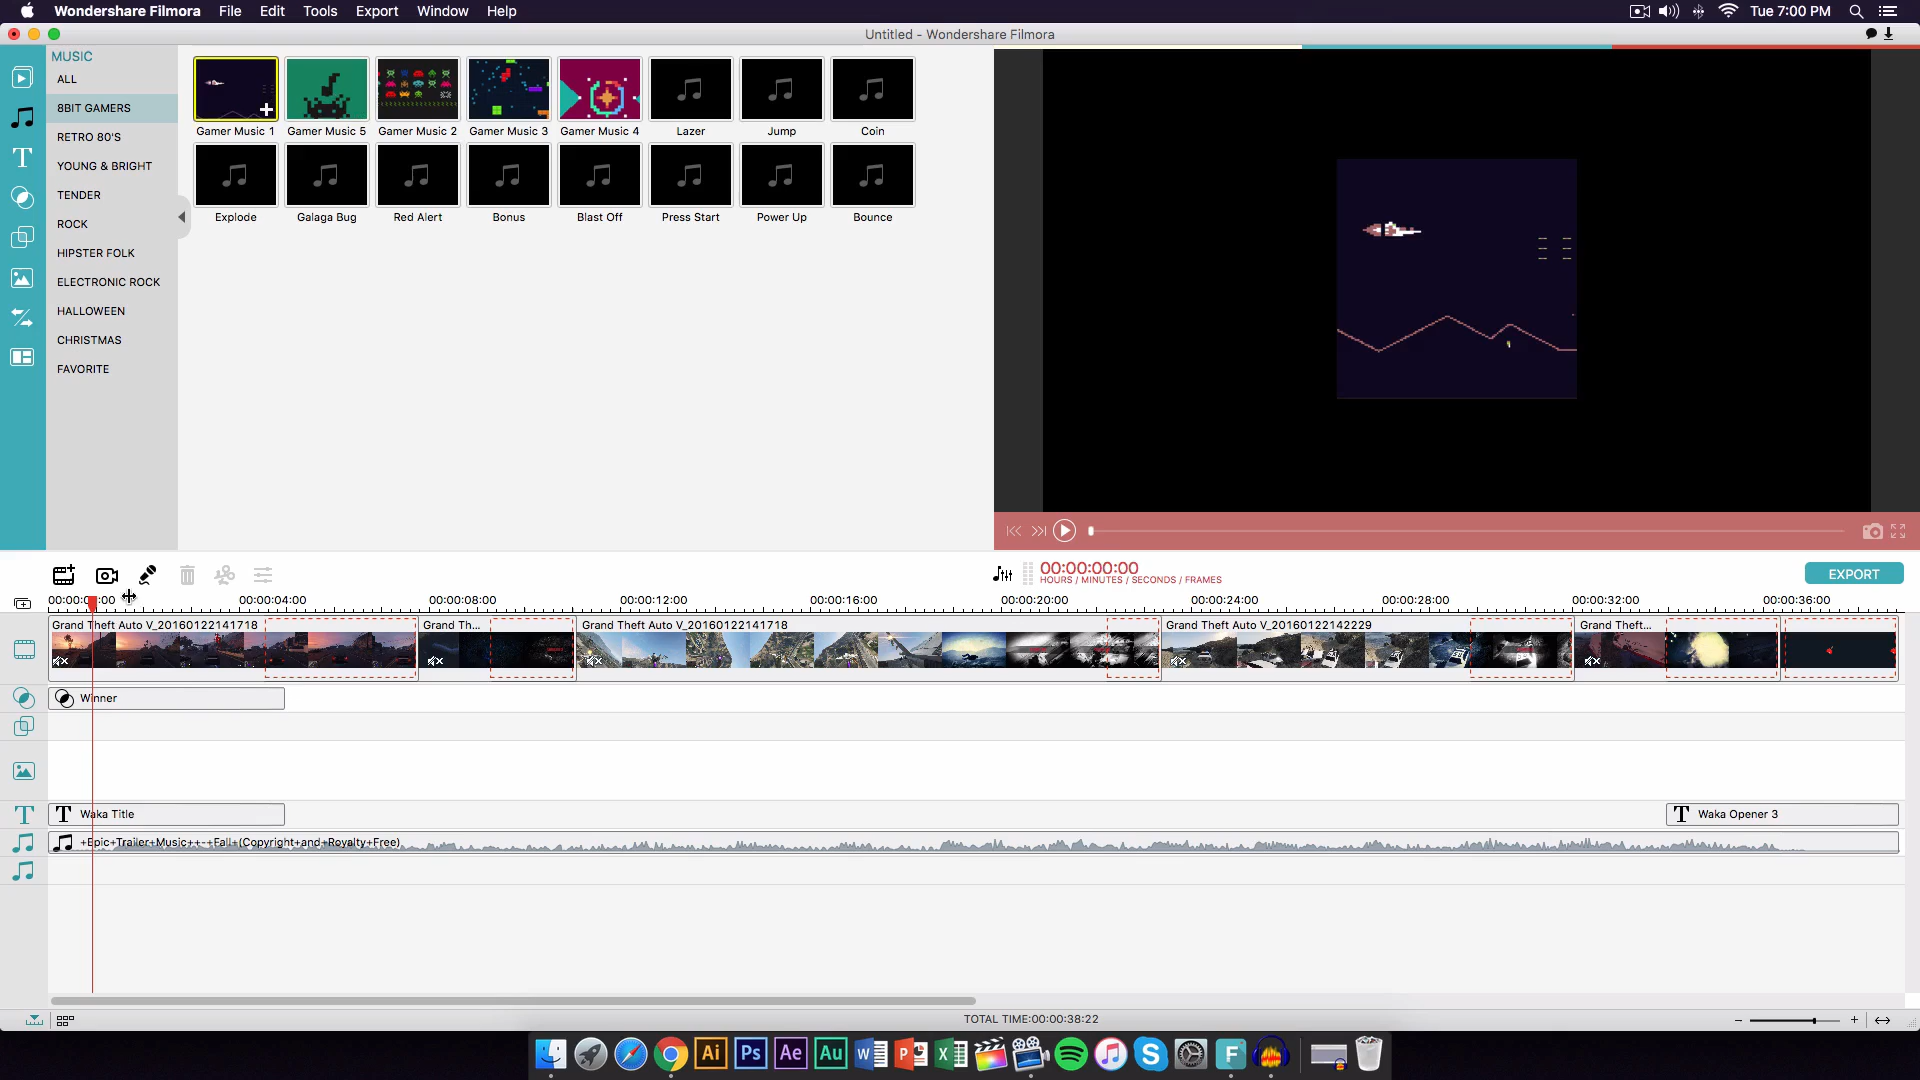 Wondershare Filmora File Edit Tools Export Window Help
Tue 7:00 PM
Untitled - Wondershare Filmora
MUSIC
ALL
8BIT GAMERS
RETRO 80'S
YOUNG & BRIGHT
TENDER
ROCK
HIPSTER FOLK
ELECTRONIC ROCK
HALLOWEEN
CHRISTMAS
FAVORITE
Gamer Music 1 Gamer Music 5 Gamer Music 2 Gamer Music 3 Gamer Music 4 Lazer Jump Coin
Explode Galaga Bug Red Alert Bonus Blast Off Press Start Power Up Bounce
00:00:00:00
HOURS / MINUTES / SECONDS / FRAMES
EXPORT
00:00:04:00 00:00:08:00 00:00:12:00 00:00:16:00 00:00:20:00 00:00:24:00 00:00:28:00 00:00:32:00 00:00:36:00
Grand Theft Auto V_20160122141718 Grand Th... Grand Theft Auto V_20160122141718 Grand Theft Auto V_20160122142229 Grand Theft...
Winner
T Waka Title T Waka Opener 3
+Epic+Trailer+Music++-+Fall+(Copyright+and+Royalty+Free)
TOTAL TIME:00:00:38:22
Ai Ps Ae Au W P X S F